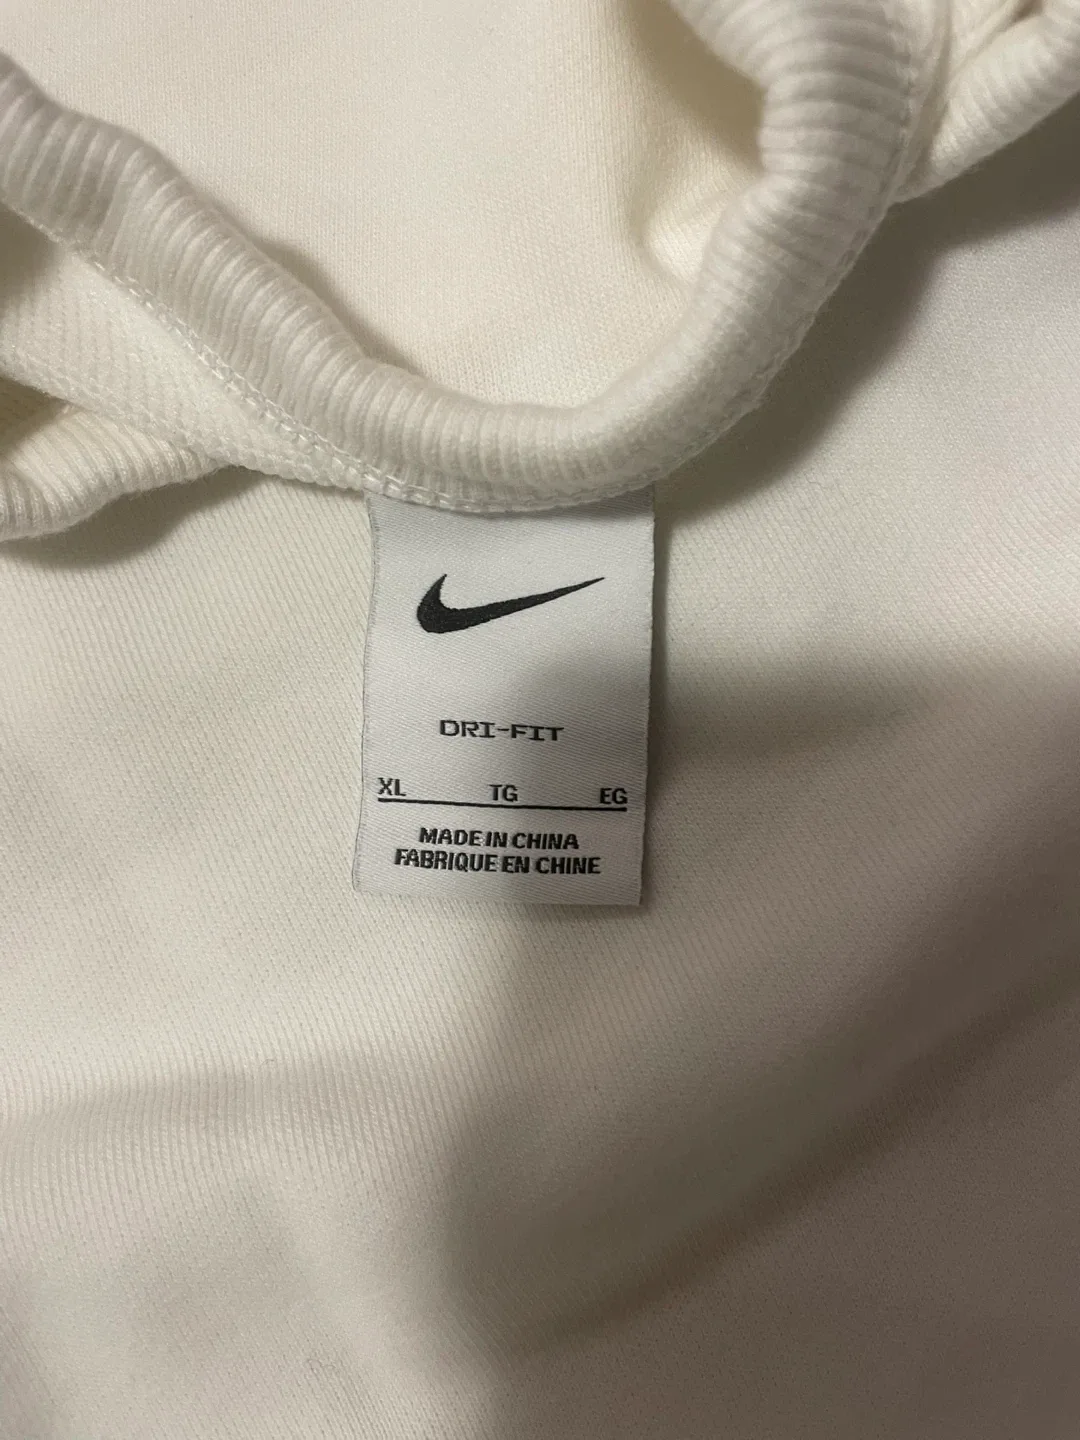 DRI-FIT
XL TG EG
MADE IN CHINA
FABRIQUE EN CHINE